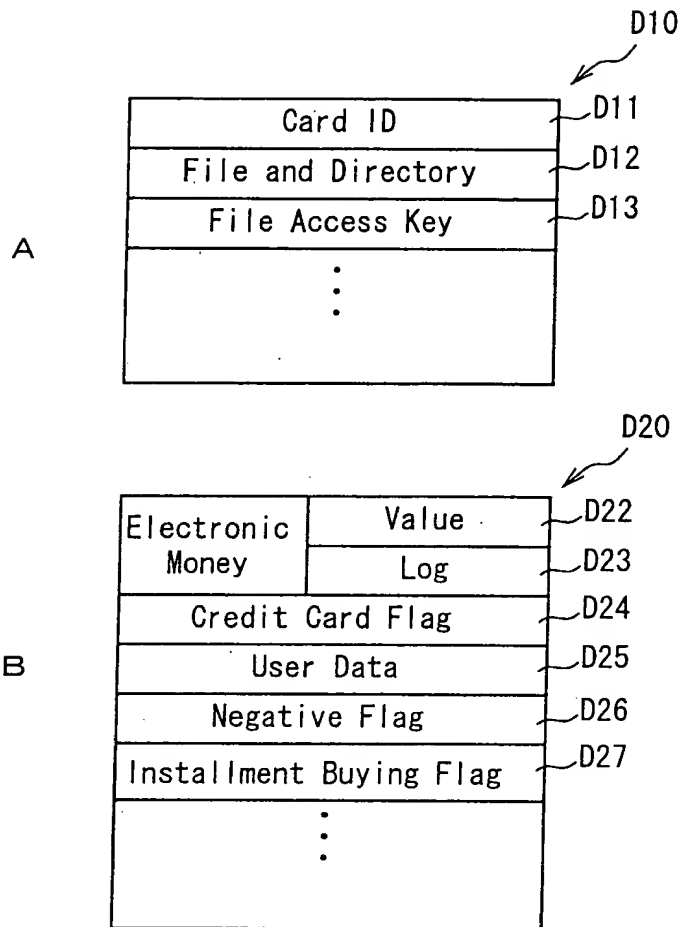 D10
Card ID D11
File and Directory D12
File Access Key D13
A
D20
Electronic Money
Value D22
Log D23
Credit Card Flag D24
B
User Data D25
Negative Flag D26
Installment Buying Flag D27